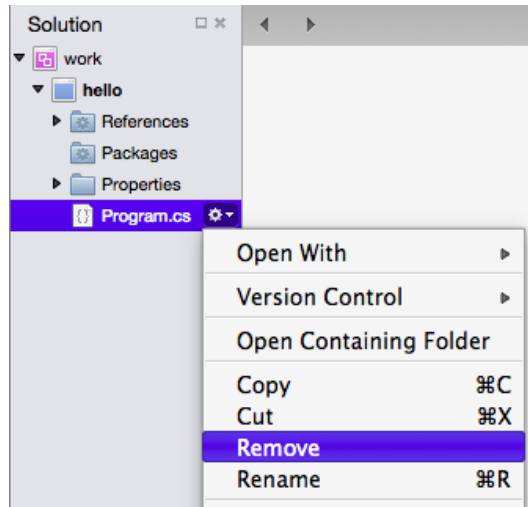 Solution
work
hello
References
Packages
Properties
{} Program.cs
Open With
Version Control
Open Containing Folder
Copy ⌘C
Cut ⌘X
Remove
Rename ⌘R